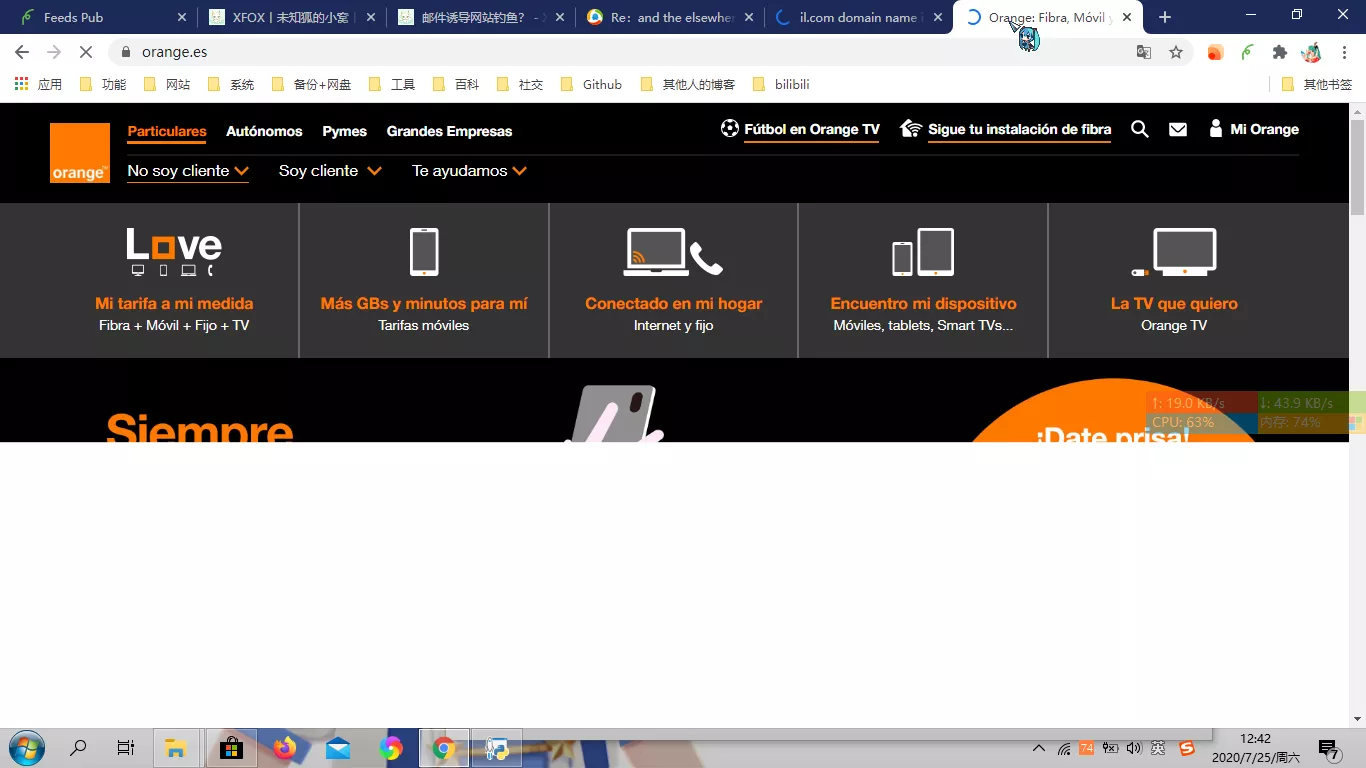 Feeds Pub
XFOX丨未知狐的小窝丨
邮件诱导网站钓鱼？ - X
Re：and the elsewher
il.com domain name i
Orange: Fibra, Móvil y
orange.es
应用
功能
网站
系统
备份+网盘
工具
百科
社交
Github
其他人的博客
bilibili
其他书签
orange
Particulares
Autónomos
Pymes
Grandes Empresas
Fútbol en Orange TV
Sigue tu instalación de fibra
Mi Orange
No soy cliente
Soy cliente
Te ayudamos
Love
Mi tarifa a mi medida
Fibra + Móvil + Fijo + TV
Más GBs y minutos para mí
Tarifas móviles
Conectado en mi hogar
Internet y fijo
Encuentro mi dispositivo
Móviles, tablets, Smart TVs...
La TV que quiero
Orange TV
Siempre
¡Date prisa!
↑: 19.0 KB/s
↓: 43.9 KB/s
CPU: 63%
内存: 74%
74
英
12:42
2020/7/25/周六
7